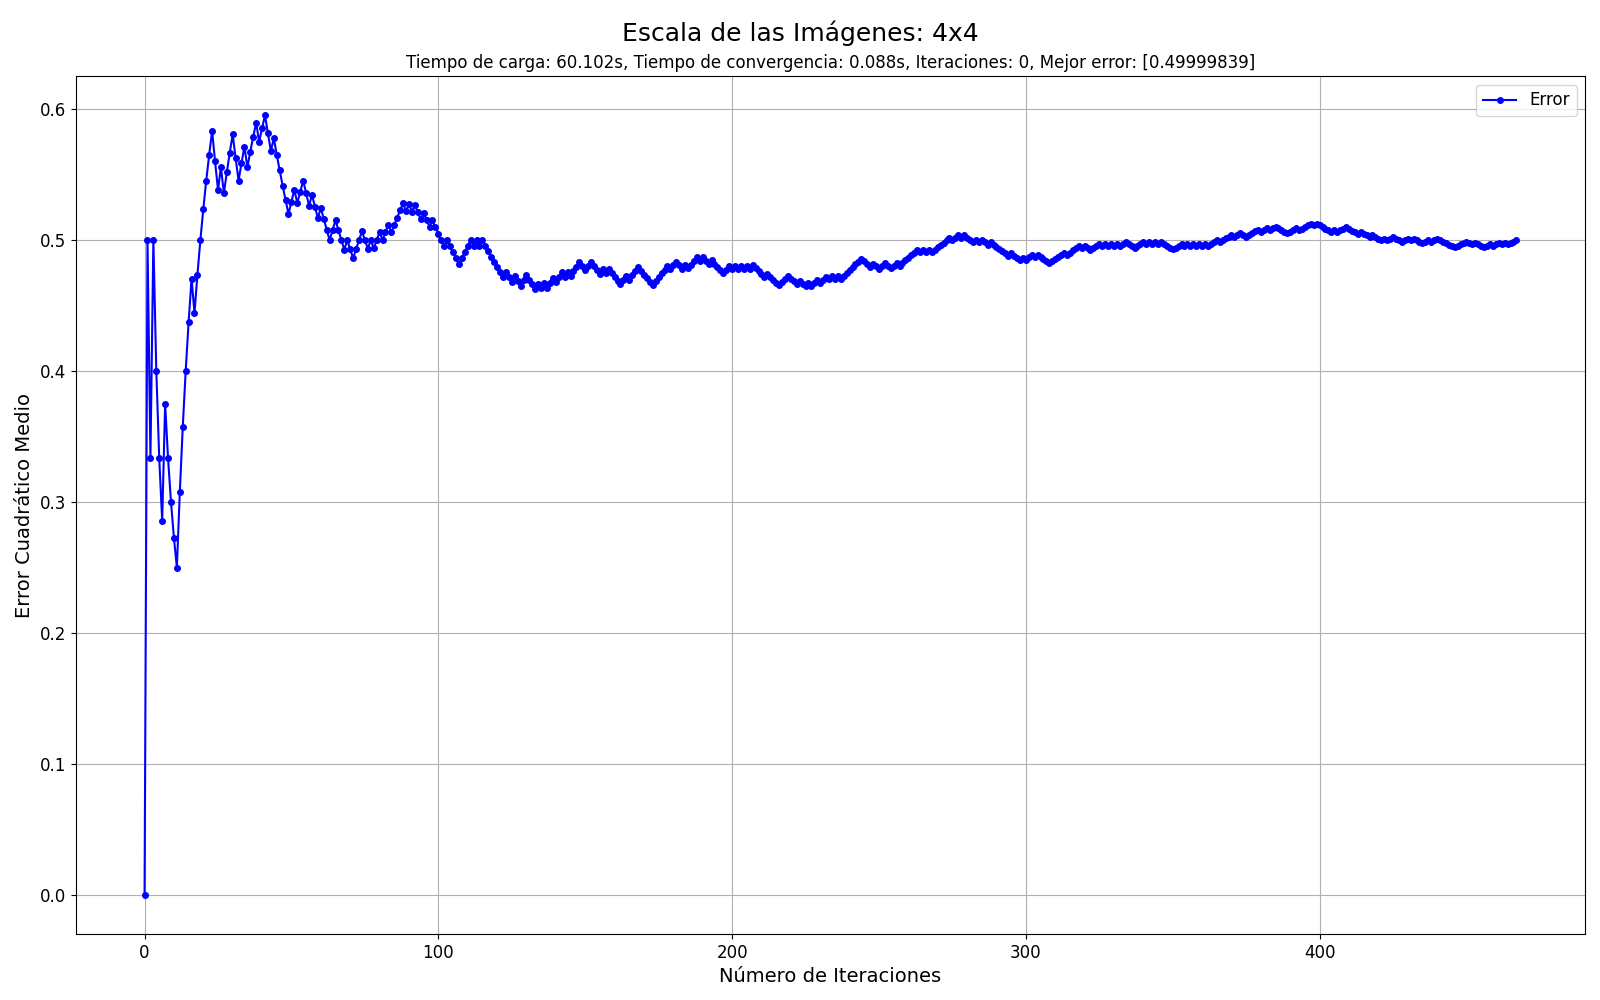 Escala de las Imágenes: 4x4
Tiempo de carga: 60.102s, Tiempo de convergencia: 0.088s, Iteraciones: 0, Mejor error: [0.49999839]
Error
Error Cuadrático Medio
0.6
0.5
0.4
0.3
0.2
0.1
0.0
0 100 200 300 400
Número de Iteraciones